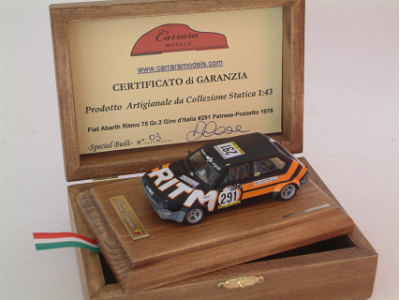 Carrara
MODELS
www.carraramodels.com
CERTIFICATO di GARANZIA
Prodotto Artigianale da Collezione Statica 1:43
Fiat Abarth Ritmo 75 Gr.2 Giro d'Italia #291 Patrese-Pozzetto 1978
-Special Built- n° 03
291
RITM
291